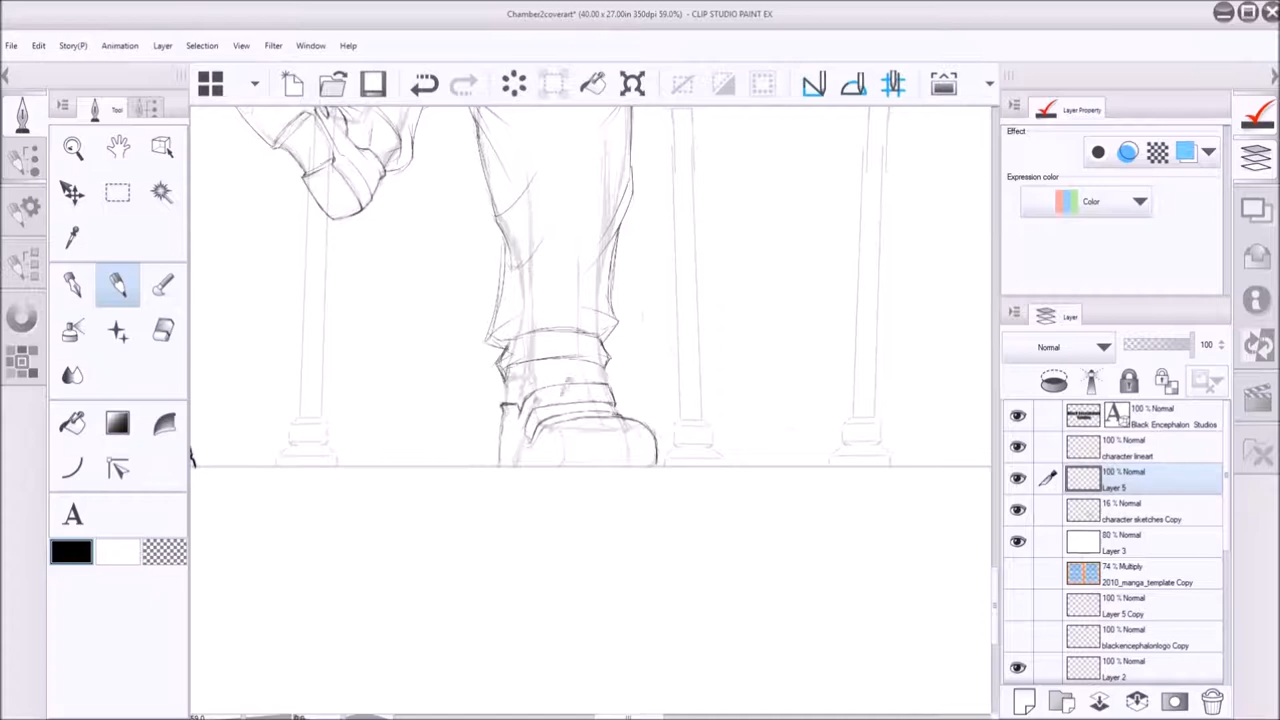 Chamber2coverart* (40.00 x 27.00in 350dpi 59.0%) - CLIP STUDIO PAINT EX
File Edit Story(P) Animation Layer Selection View Filter Window Help
Tool
Layer Property
Effect
Expression color
Color
Layer
Normal 100
100 % Normal
Black Encephalon Studios
100 % Normal
character lineart
100 % Normal
Layer 5
16 % Normal
character sketches Copy
80 % Normal
Layer 3
74 % Multiply
2010_manga_template Copy
100 % Normal
Layer 5 Copy
100 % Normal
blackencephalonlogo Copy
100 % Normal
Layer 2
A
A